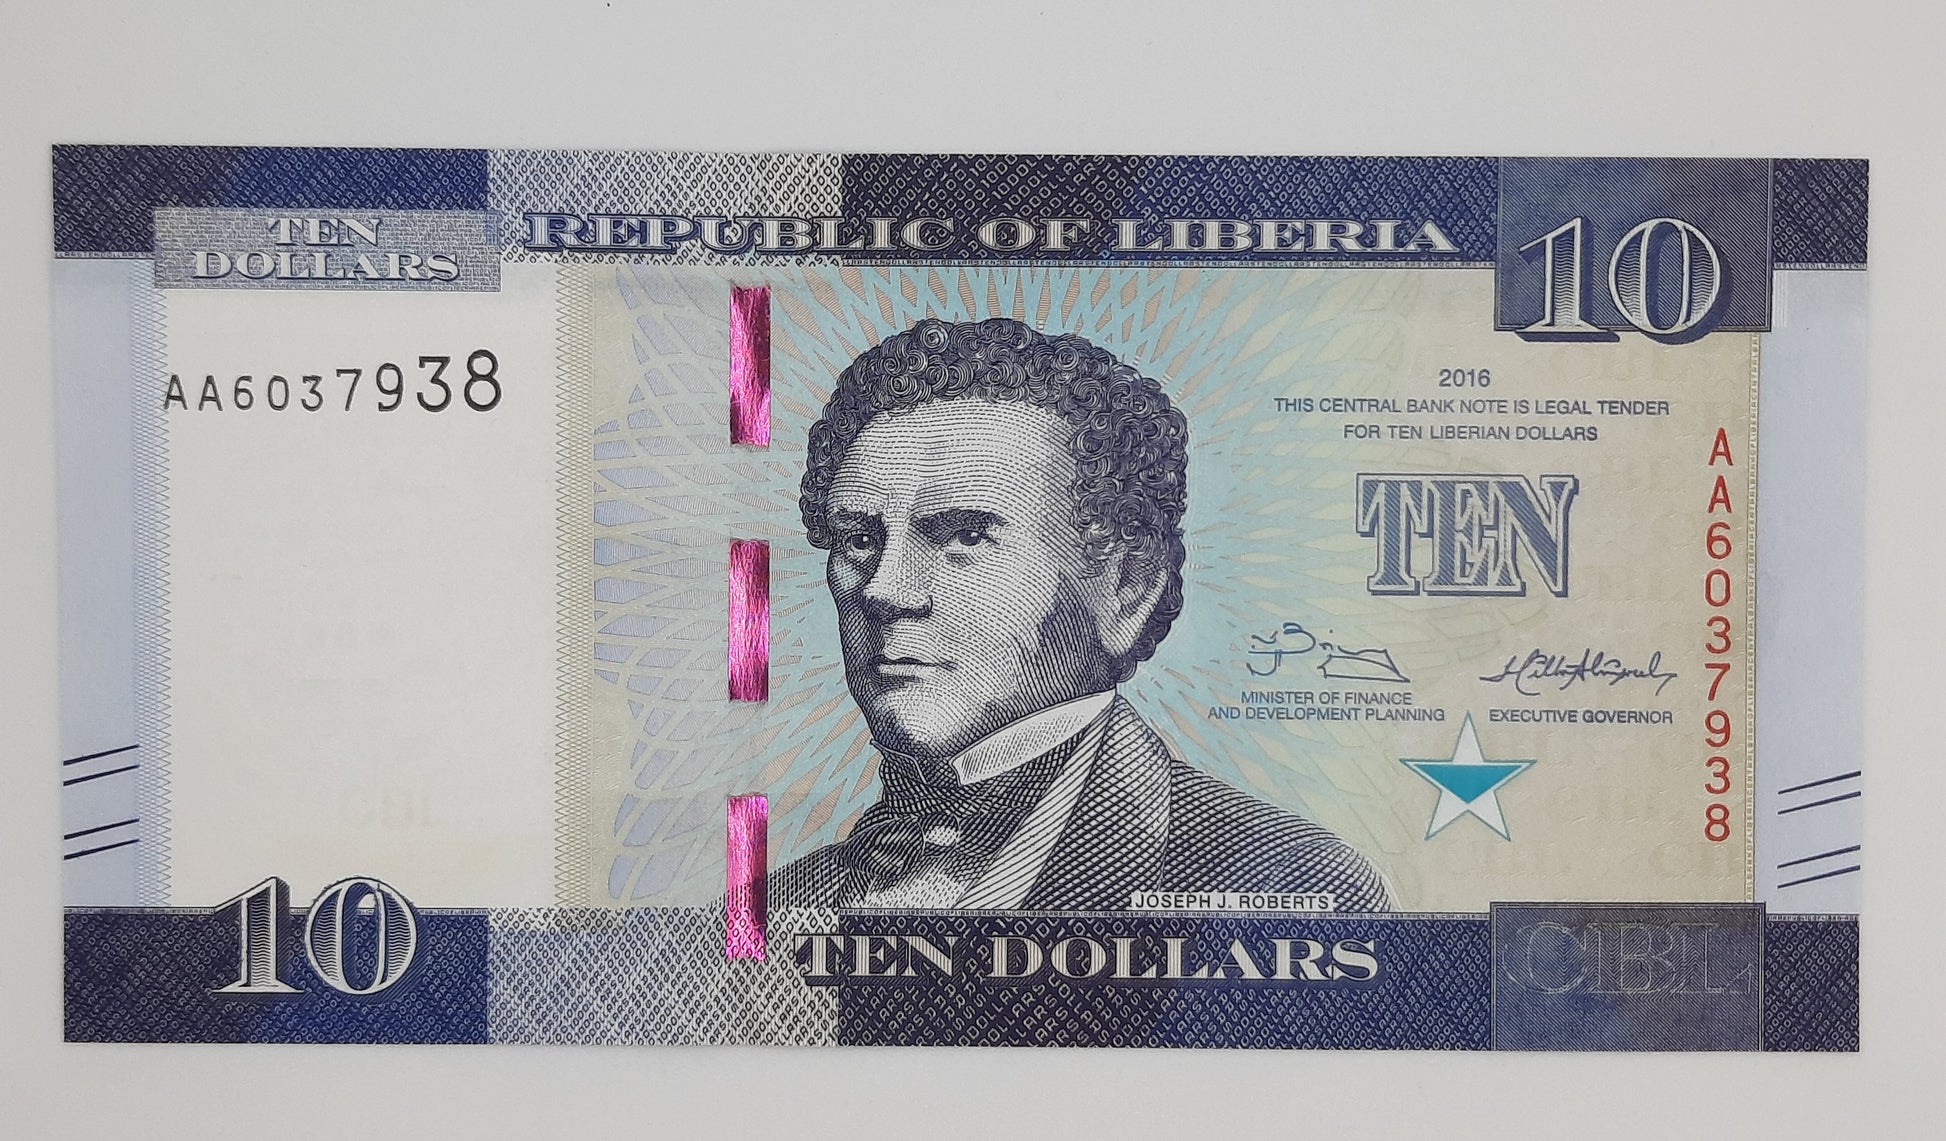 TEN
DOLLARS
REPUBLIC OF LIBERIA
10
AA6037938
2016
THIS CENTRAL BANK NOTE IS LEGAL TENDER
FOR TEN LIBERIAN DOLLARS
TEN
AA6037938
MINISTER OF FINANCE
AND DEVELOPMENT PLANNING
EXECUTIVE GOVERNOR
JOSEPH J. ROBERTS
10
TEN DOLLARS
CBL